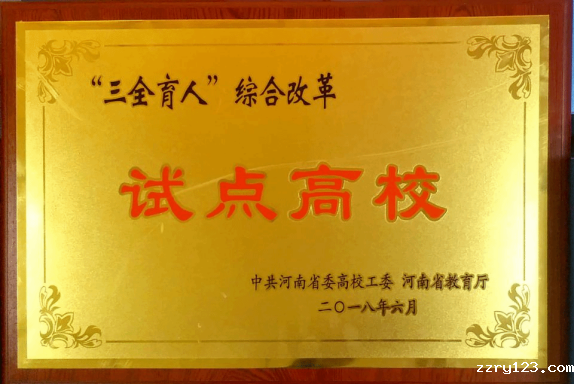 “三全育人”综合改革
试点高校
中共河南省委高校工委 河南省教育厅
二〇一八年六月
zzry123.com